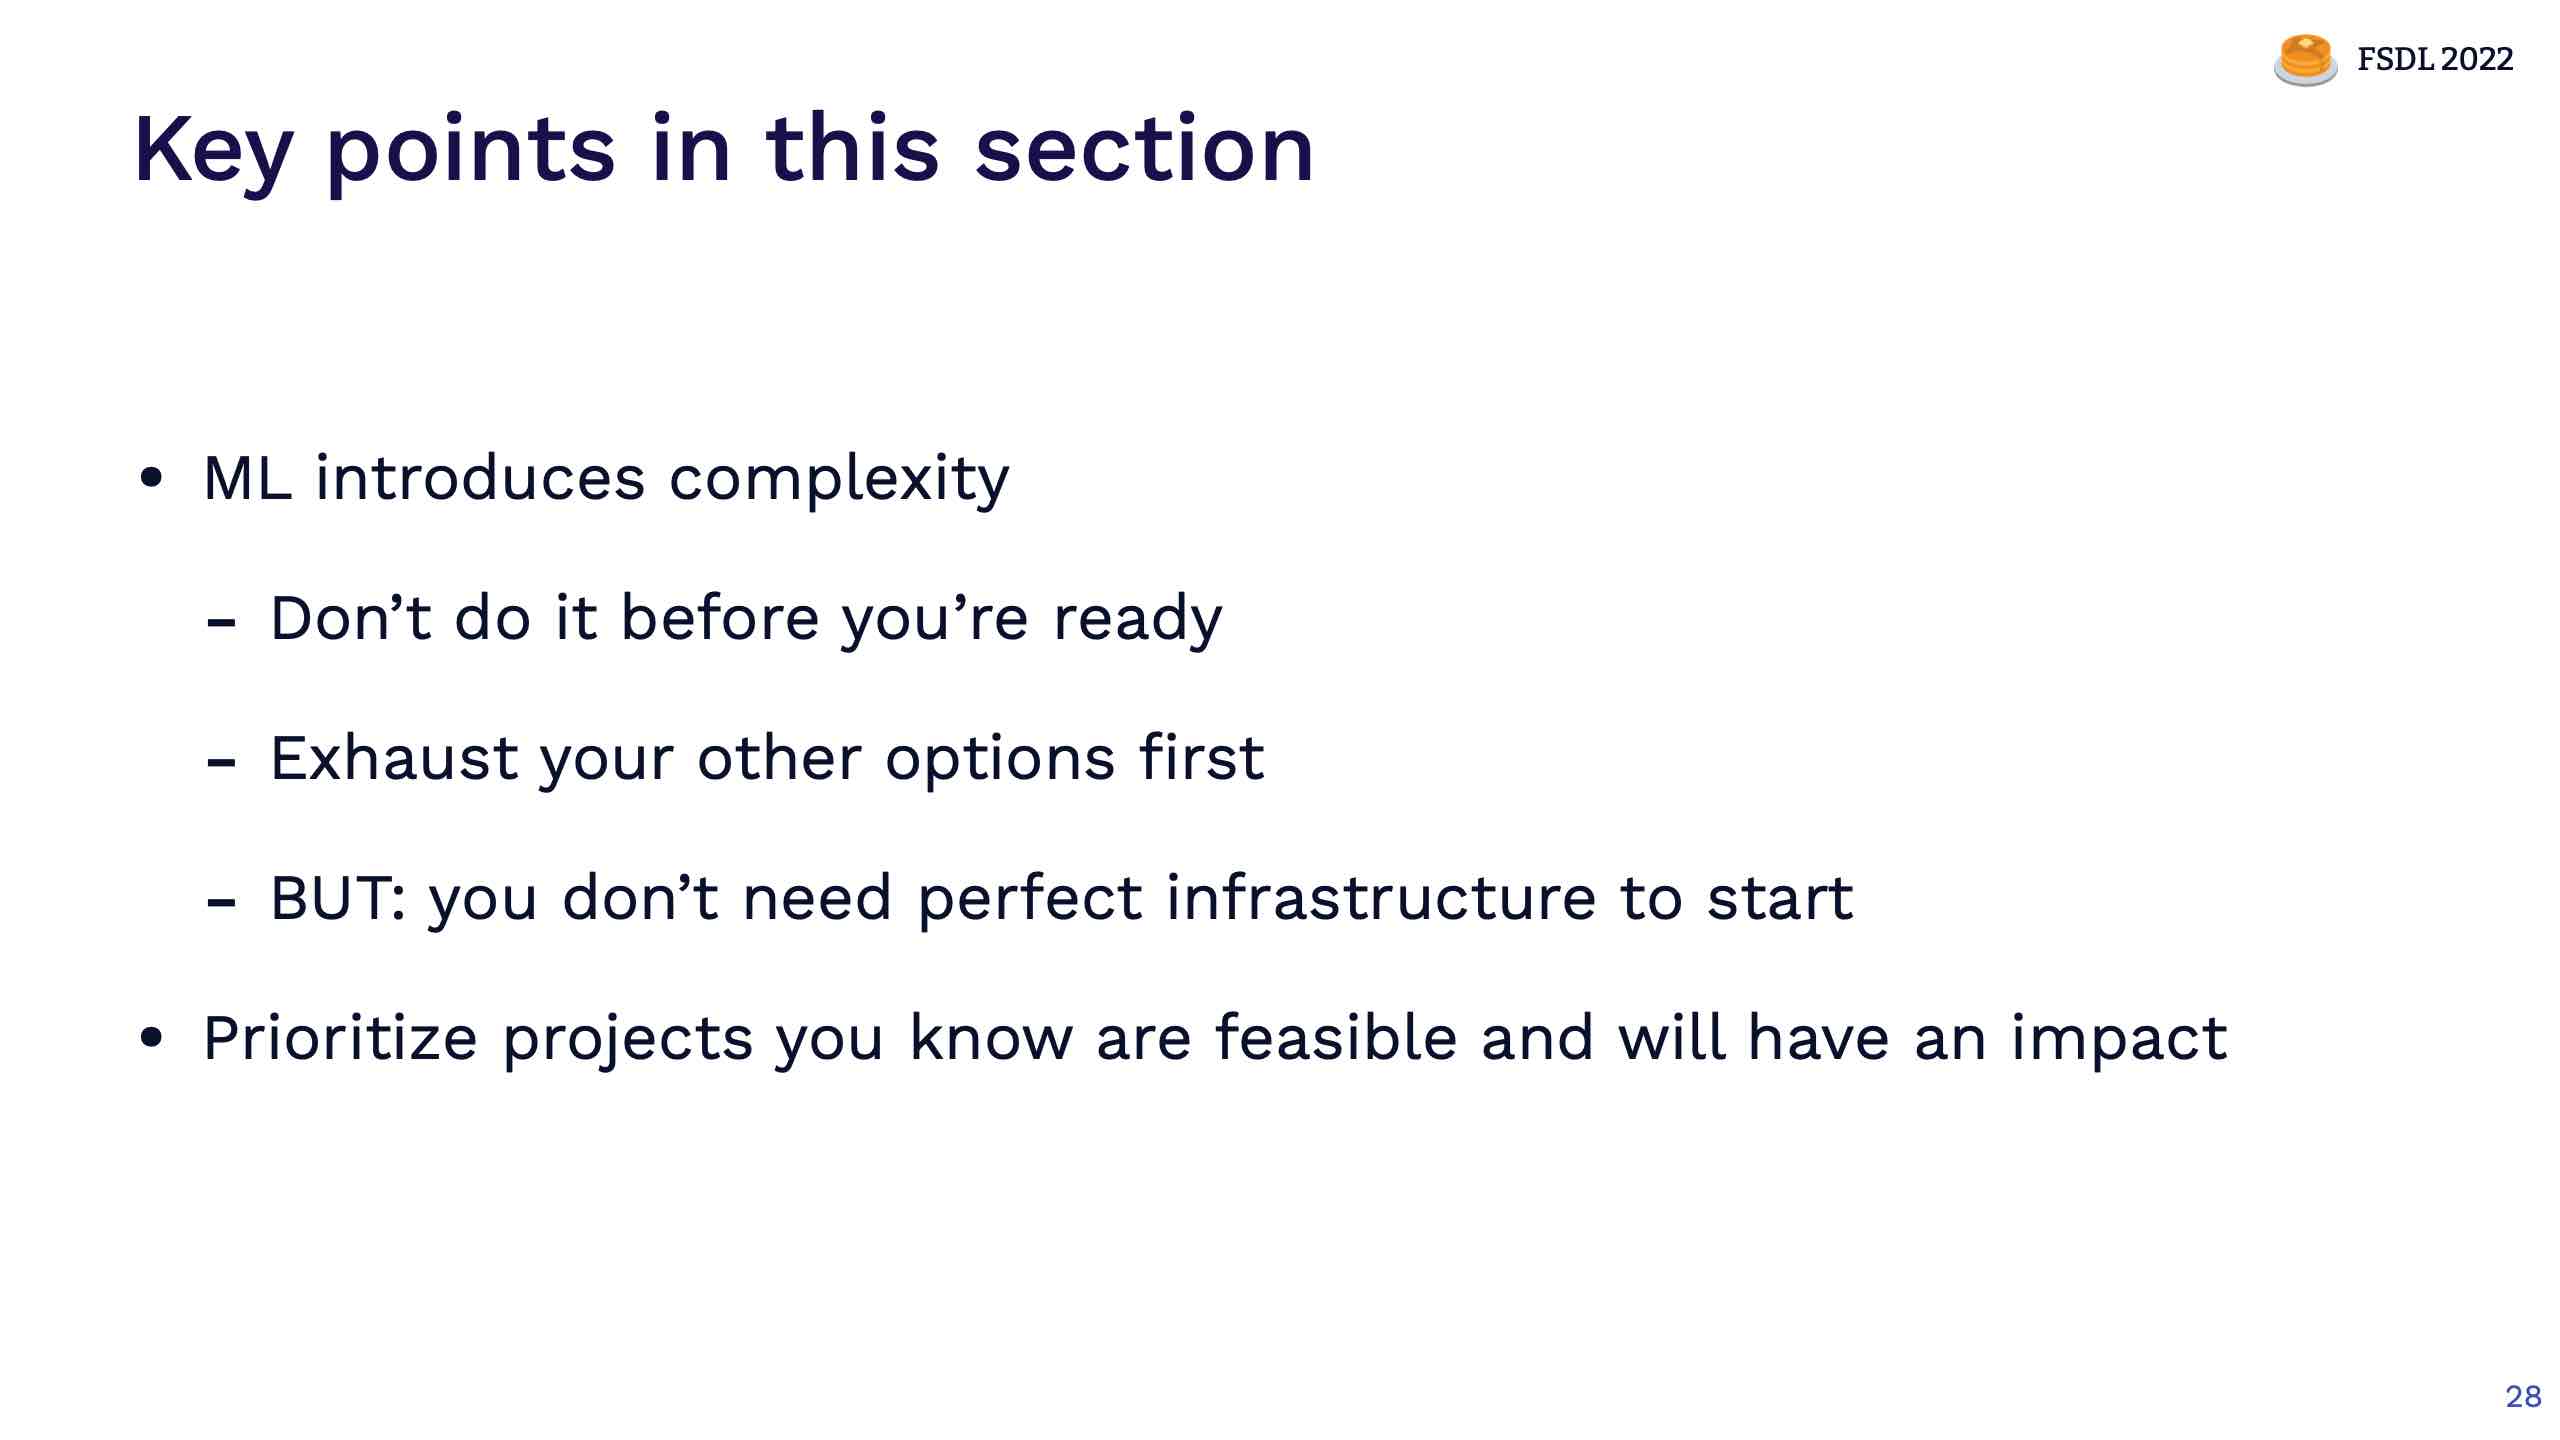 FSDL 2022
Key points in this section
• ML introduces complexity
- Don’t do it before you’re ready
- Exhaust your other options first
- BUT: you don’t need perfect infrastructure to start
• Prioritize projects you know are feasible and will have an impact
28